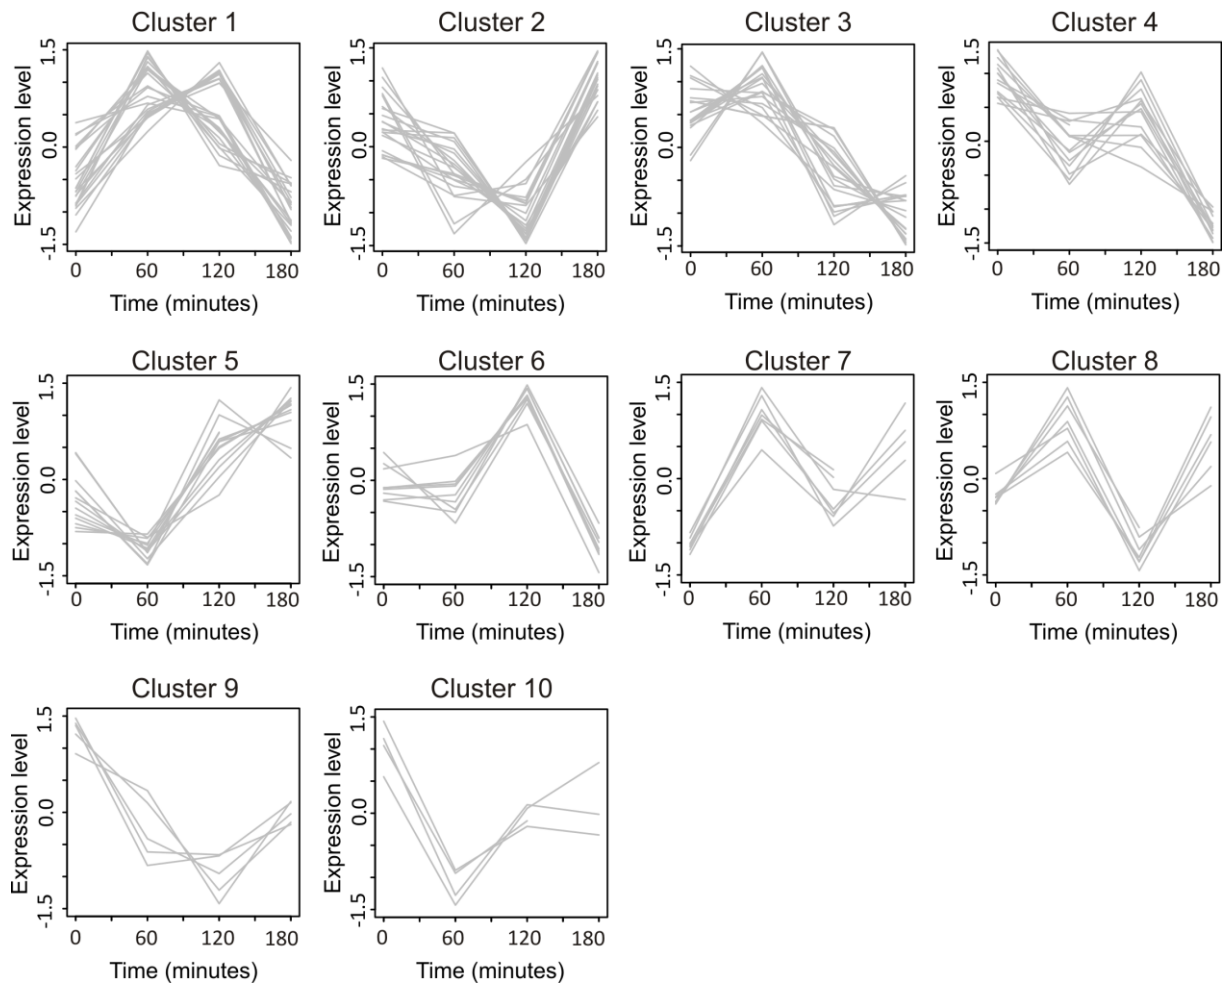 Cluster 1
Cluster 2
Cluster 3
Cluster 4
Expression level
1.5
0.0
-1.5
0 60 120 180
Time (minutes)
Expression level
1.5
0.0
-1.5
0 60 120 180
Time (minutes)
Expression level
1.5
0.0
-1.5
0 60 120 180
Time (minutes)
Expression level
1.5
0.0
-1.5
0 60 120 180
Time (minutes)
Cluster 5
Cluster 6
Cluster 7
Cluster 8
Expression level
1.5
0.0
-1.5
0 60 120 180
Time (minutes)
Expression level
1.5
0.0
-1.5
0 60 120 180
Time (minutes)
Expression level
1.5
0.0
-1.5
0 60 120 180
Time (minutes)
Expression level
1.5
0.0
-1.5
0 60 120 180
Time (minutes)
Cluster 9
Cluster 10
Expression level
1.5
0.0
-1.5
0 60 120 180
Time (minutes)
Expression level
1.5
0.0
-1.5
0 60 120 180
Time (minutes)